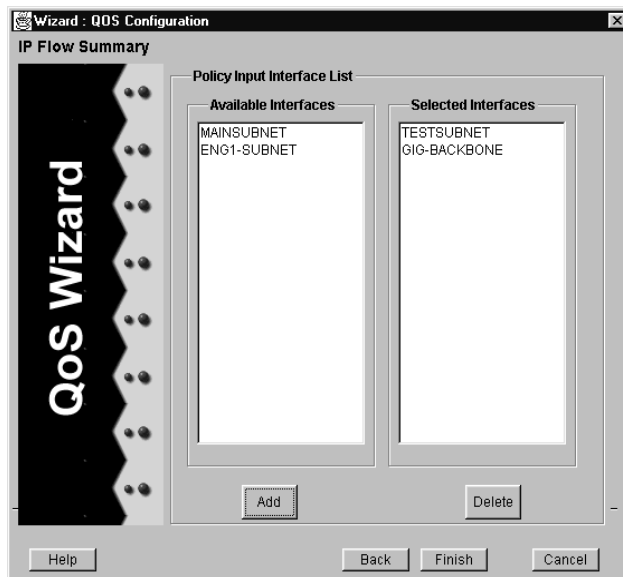 Wizard : QOS Configuration
IP Flow Summary
QoS Wizard
Policy Input Interface List
Available Interfaces
MAINSUBNET
ENG1-SUBNET
Selected Interfaces
TESTSUBNET
GIG-BACKBONE
Add
Delete
Help
Back
Finish
Cancel